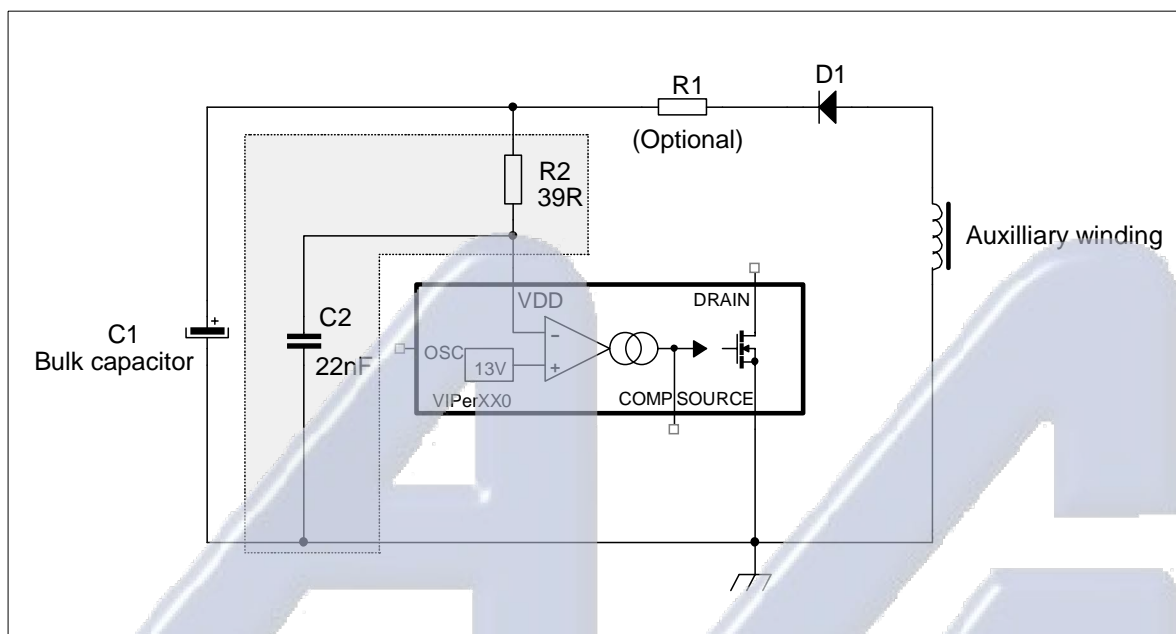 D1
R1
(Optional)
R2
39R
Auxilliary winding
VDD
DRAIN
C1
Bulk capacitor
+
C2
22nF
OSC
13V
-
+
VIPerXX0
COMP SOURCE